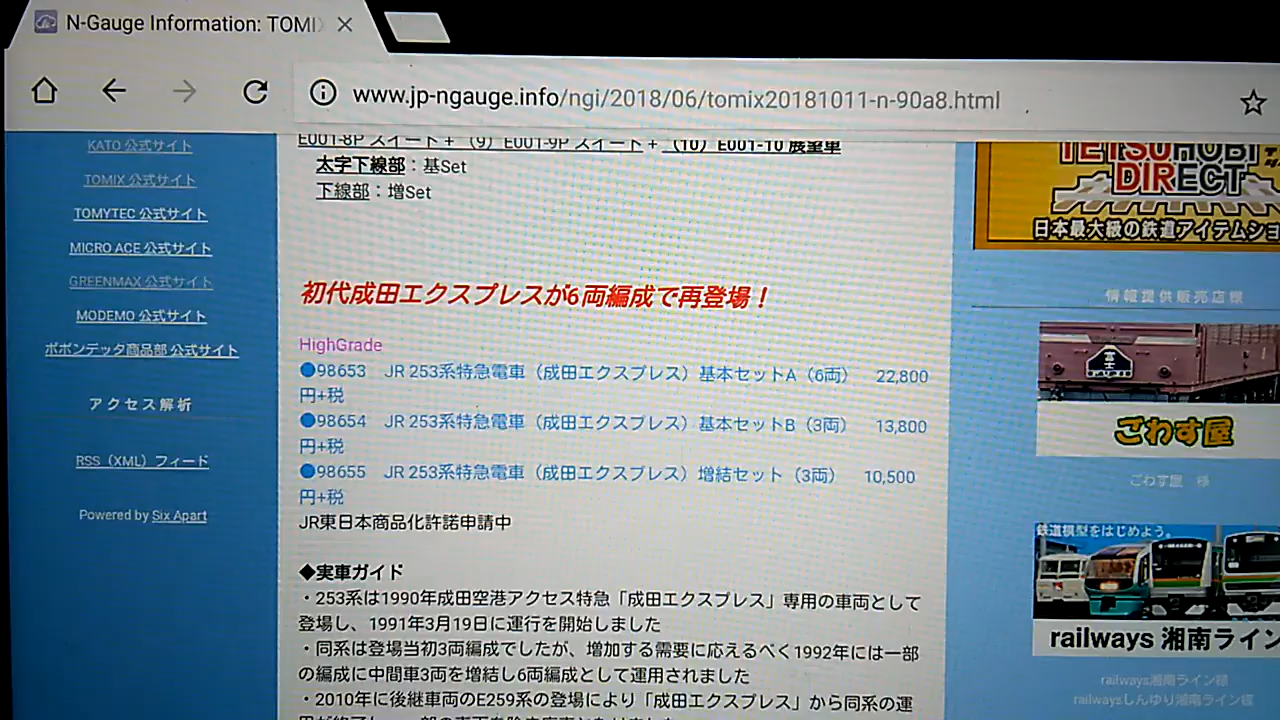 N-Gauge Information: TOMI
www.jp-ngauge.info/ngi/2018/06/tomix20181011-n-90a8.html
KATO 公式サイト
TOMIX 公式サイト
TOMYTEC 公式サイト
MICRO ACE 公式サイト
GREENMAX 公式サイト
MODEMO 公式サイト
ポポンデッタ商品部 公式サイト
アクセス解析
RSS（XML）フィード
Powered by Six Apart
E001-8P スイート + （9）E001-9P スイート + （10）E001-10 展望車
太字下線部：基Set
下線部：増Set
初代成田エクスプレスが6両編成で再登場！
HighGrade
●98653 JR 253系特急電車（成田エクスプレス）基本セットA（6両） 22,800
円+税
●98654 JR 253系特急電車（成田エクスプレス）基本セットB（3両） 13,800
円+税
●98655 JR 253系特急電車（成田エクスプレス）増結セット（3両） 10,500
円+税
JR東日本商品化許諾申請中
◆実車ガイド
・253系は1990年成田空港アクセス特急「成田エクスプレス」専用の車両として
登場し、1991年3月19日に運行を開始しました
・同系は登場当初3両編成でしたが、増加する需要に応えるべく1992年には一部
の編成に中間車3両を増結し6両編成として運用されました
・2010年に後継車両のE259系の登場により「成田エクスプレス」から同系の運
TETSUHOBI
DIRECT
日本最大級の鉄道アイテムショ
情報提供販売店様
富士
ごわす屋
ごわす屋 様
鉄道模型をはじめよう。
railways 湘南ライン
railways湘南ライン様
railwaysしんゆり湘南ライン様